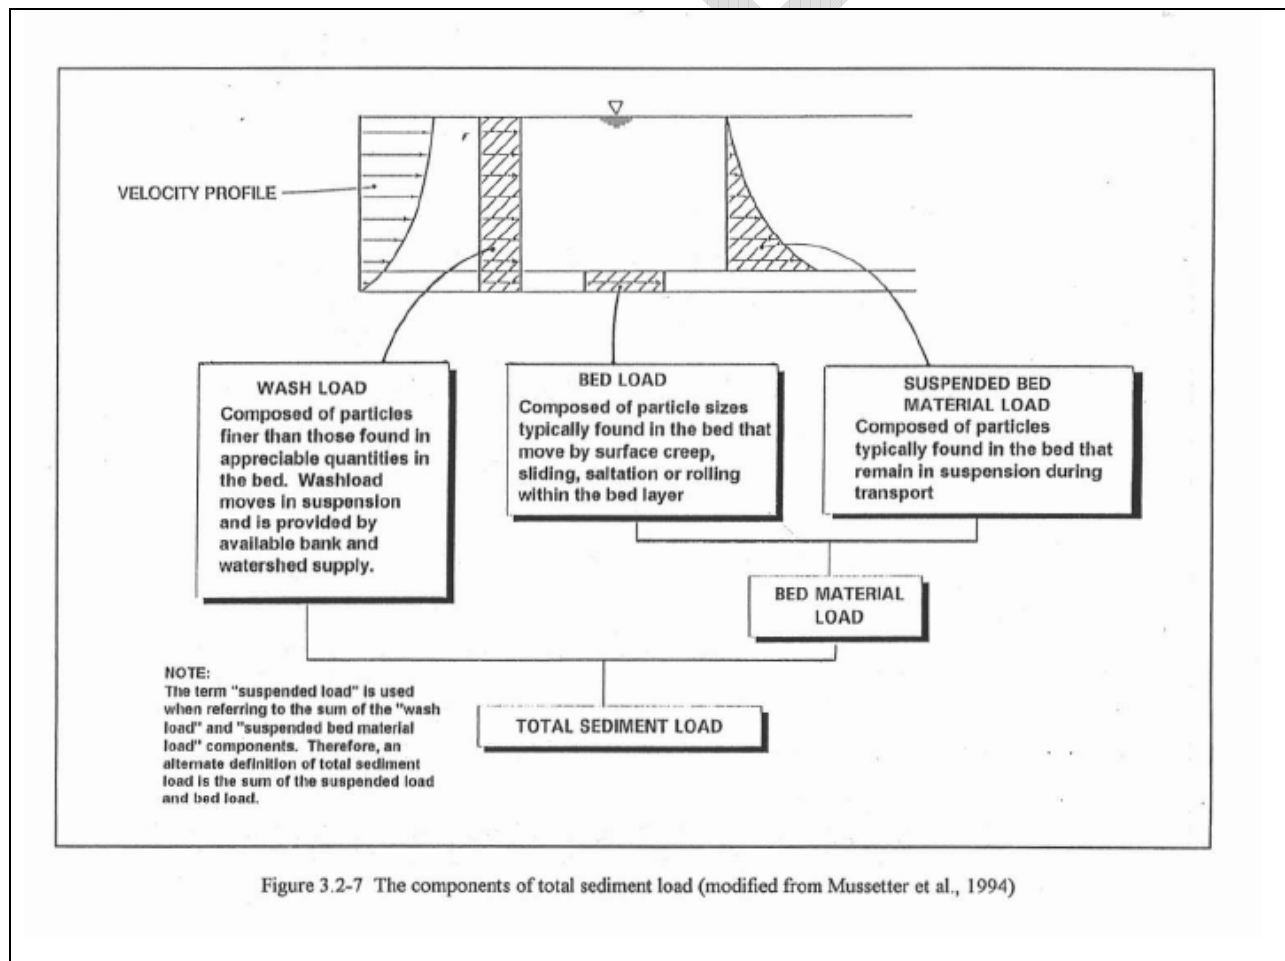 VELOCITY PROFILE
WASH LOAD
Composed of particles
finer than those found in
appreciable quantities in
the bed. Washload
moves in suspension
and is provided by
available bank and
watershed supply.
BED LOAD
Composed of particle sizes
typically found in the bed that
move by surface creep,
sliding, saltation or rolling
within the bed layer
SUSPENDED BED
MATERIAL LOAD
Composed of particles
typically found in the bed that
remain in suspension during
transport
BED MATERIAL
LOAD
NOTE:
The term "suspended load" is used
when referring to the sum of the "wash
load" and "suspended bed material
load" components. Therefore, an
alternate definition of total sediment
load is the sum of the suspended load
and bed load.
TOTAL SEDIMENT LOAD
Figure 3.2-7 The components of total sediment load (modified from Mussetter et al., 1994)